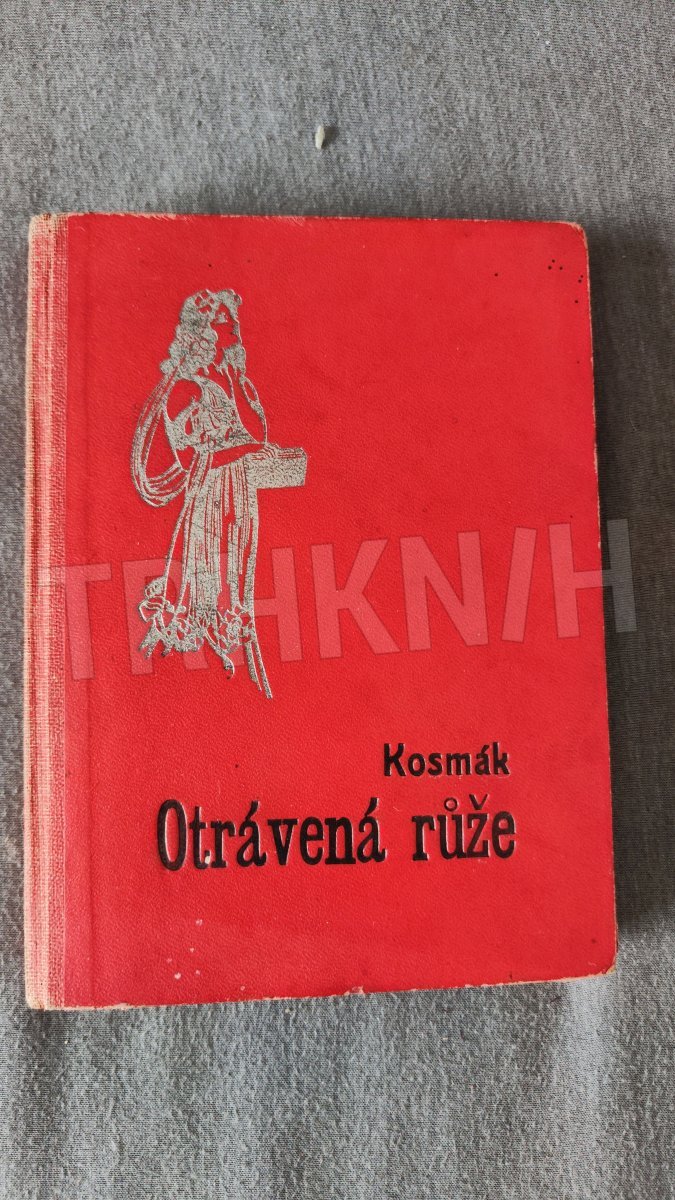 TRHKNIH
Kosmák
Otrávená růže